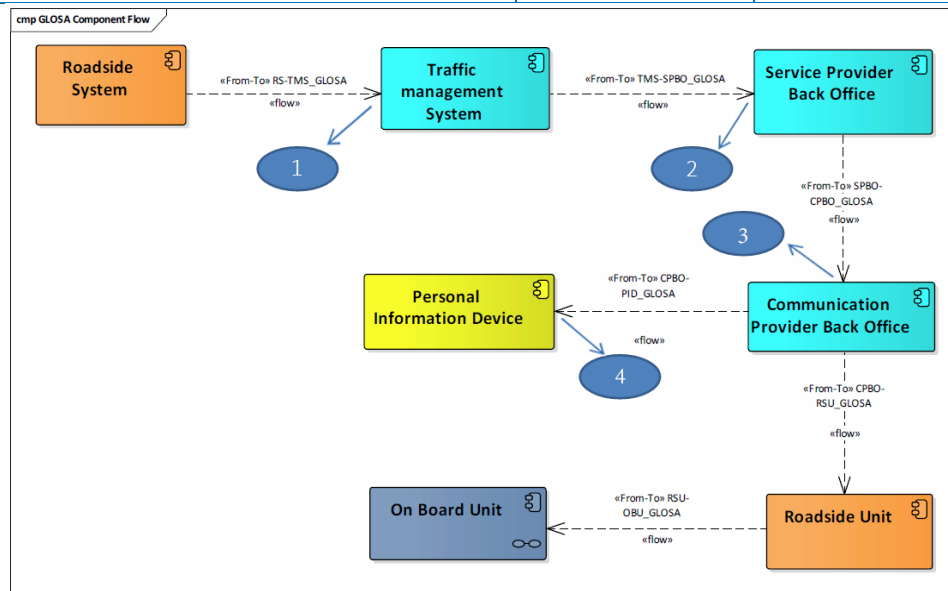 cmp GLOSA Component Flow
Roadside
System
«From-To» RS-TMS_GLOSA
«flow»
Traffic
management
System
«From-To» TMS-SPBO_GLOSA
«flow»
Service Provider
Back Office
1
2
«From-To» SPBO-
CPBO_GLOSA
«flow»
3
Personal
Information Device
«From-To» CPBO-
PID_GLOSA
«flow»
Communication
Provider Back Office
4
«From-To» CPBO-
RSU_GLOSA
«flow»
On Board Unit
«From-To» RSU-
OBU_GLOSA
«flow»
Roadside Unit